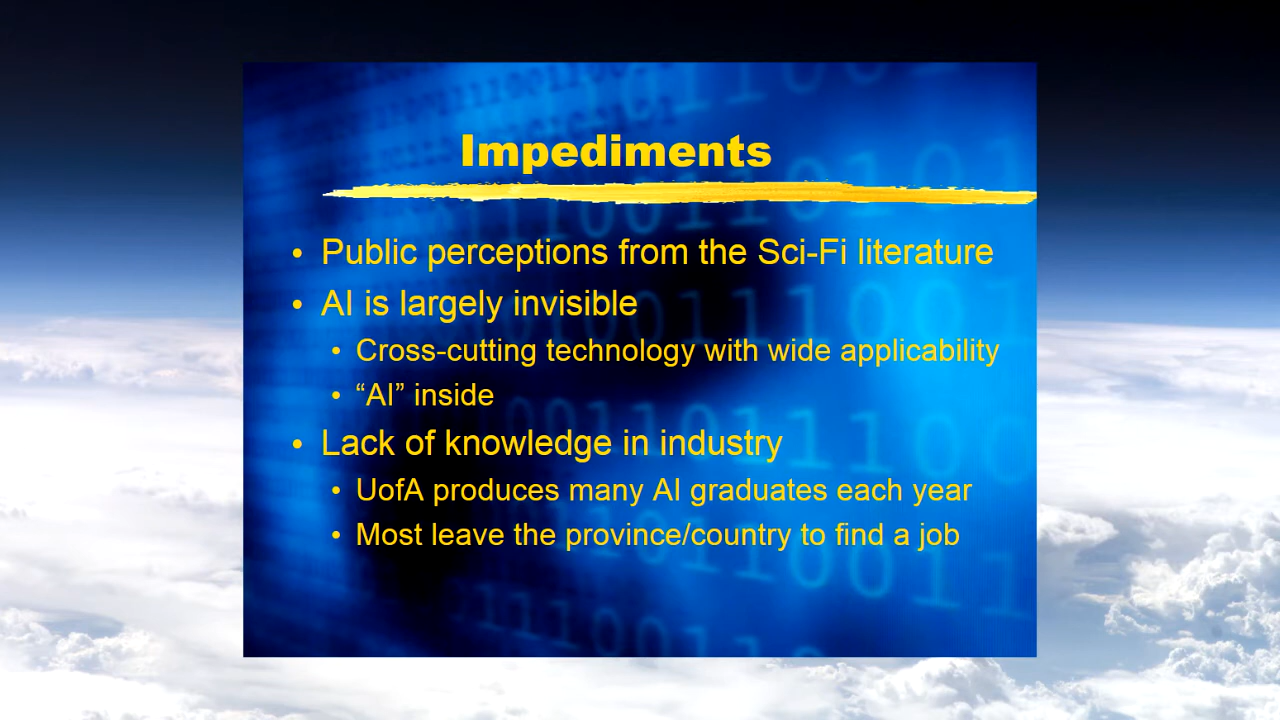 Impediments
• Public perceptions from the Sci-Fi literature
• AI is largely invisible
• Cross-cutting technology with wide applicability
• “AI” inside
• Lack of knowledge in industry
• UofA produces many AI graduates each year
• Most leave the province/country to find a job